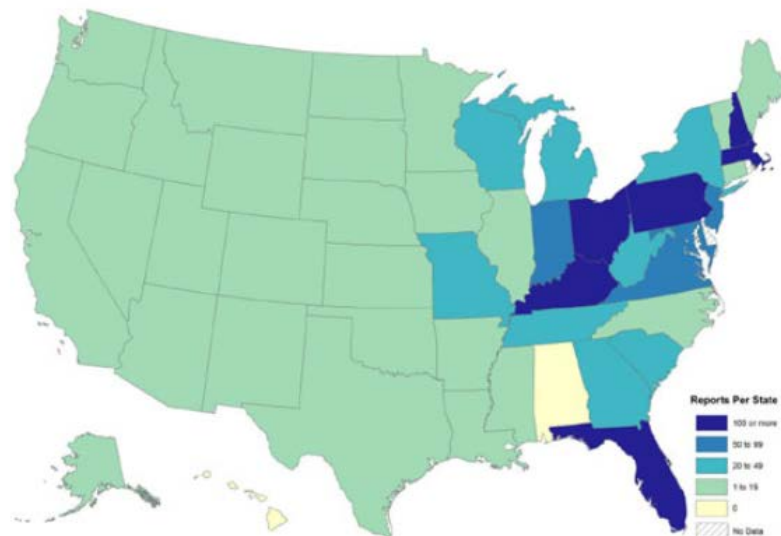 Reports Per State
100 or more
50 to 99
20 to 49
1 to 19
0
No Data